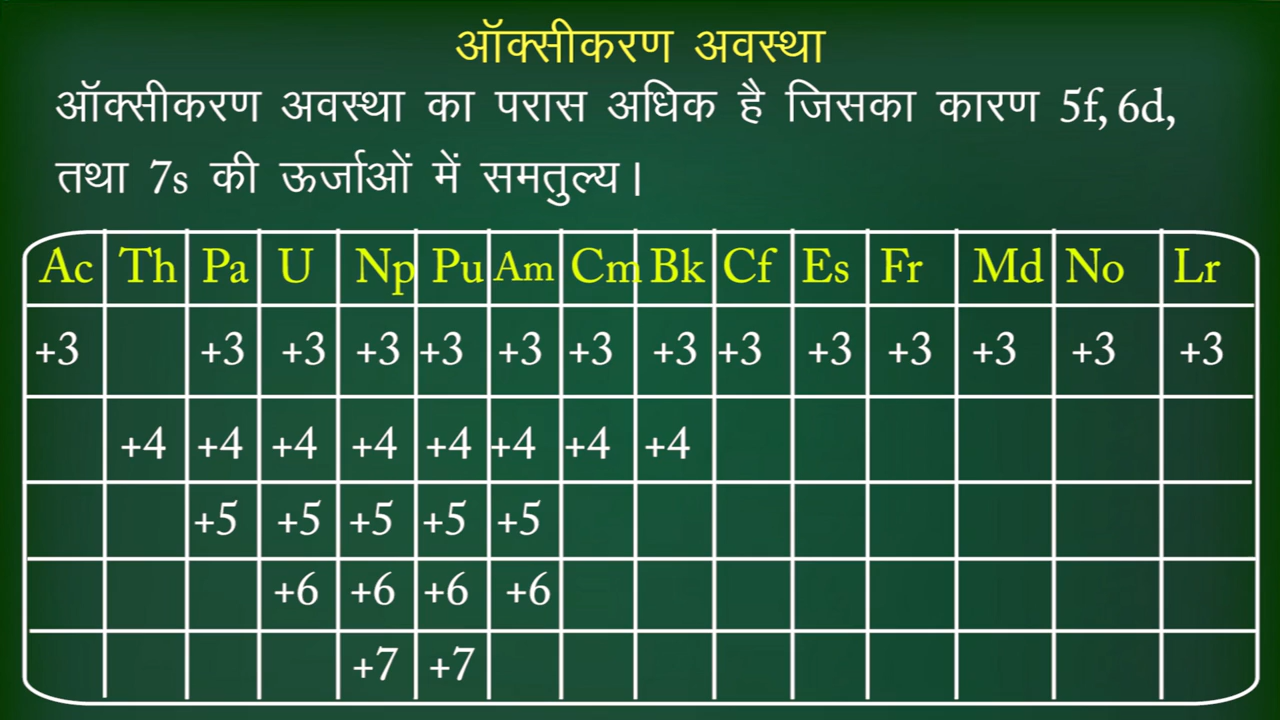 ऑक्सीकरण अवस्था
ऑक्सीकरण अवस्था का परास अधिक है जिसका कारण 5f, 6d,
तथा 7s की ऊर्जाओं में समतुल्य।
Ac Th Pa U Np Pu Am Cm Bk Cf Es Fr Md No Lr
+3 +3 +3 +3 +3 +3 +3 +3 +3 +3 +3 +3 +3 +3
+4 +4 +4 +4 +4 +4 +4 +4
+5 +5 +5 +5 +5
+6 +6 +6 +6
+7 +7